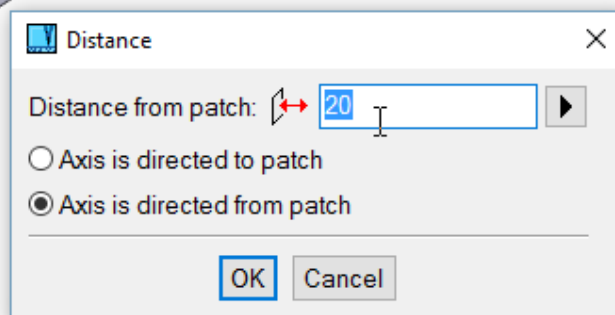 Distance
Distance from patch: 20
Axis is directed to patch
Axis is directed from patch
OK Cancel